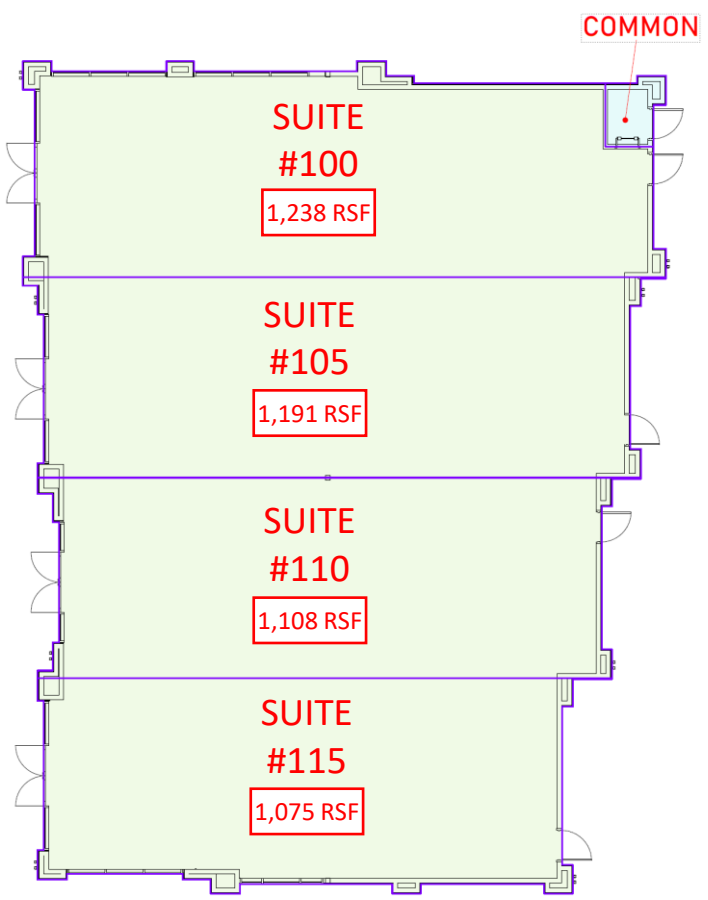 COMMON
SUITE
#100
1,238 RSF
SUITE
#105
1,191 RSF
SUITE
#110
1,108 RSF
SUITE
#115
1,075 RSF